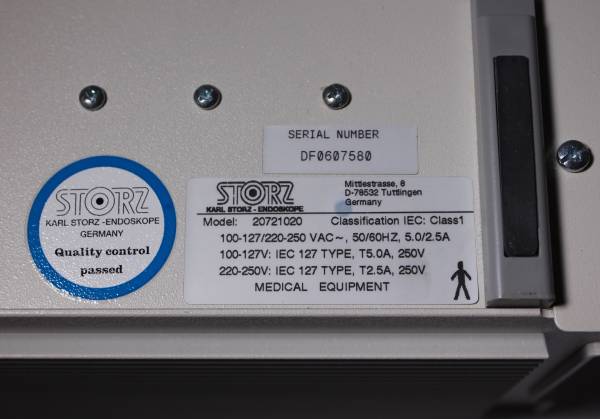 SERIAL NUMBER
DF0607580
STORZ
KARL STORZ -ENDOSKOPE
GERMANY
Quality control
passed
STORZ
KARL STORZ - ENDOSKOPE
Mittlestrasse, 8
D-78532 Tuttlingen
Germany
Model: 20721020 Classification IEC: Class1
100-127/220-250 VAC~, 50/60HZ, 5.0/2.5A
100-127V: IEC 127 TYPE, T5.0A, 250V
220-250V: IEC 127 TYPE, T2.5A, 250V
MEDICAL EQUIPMENT